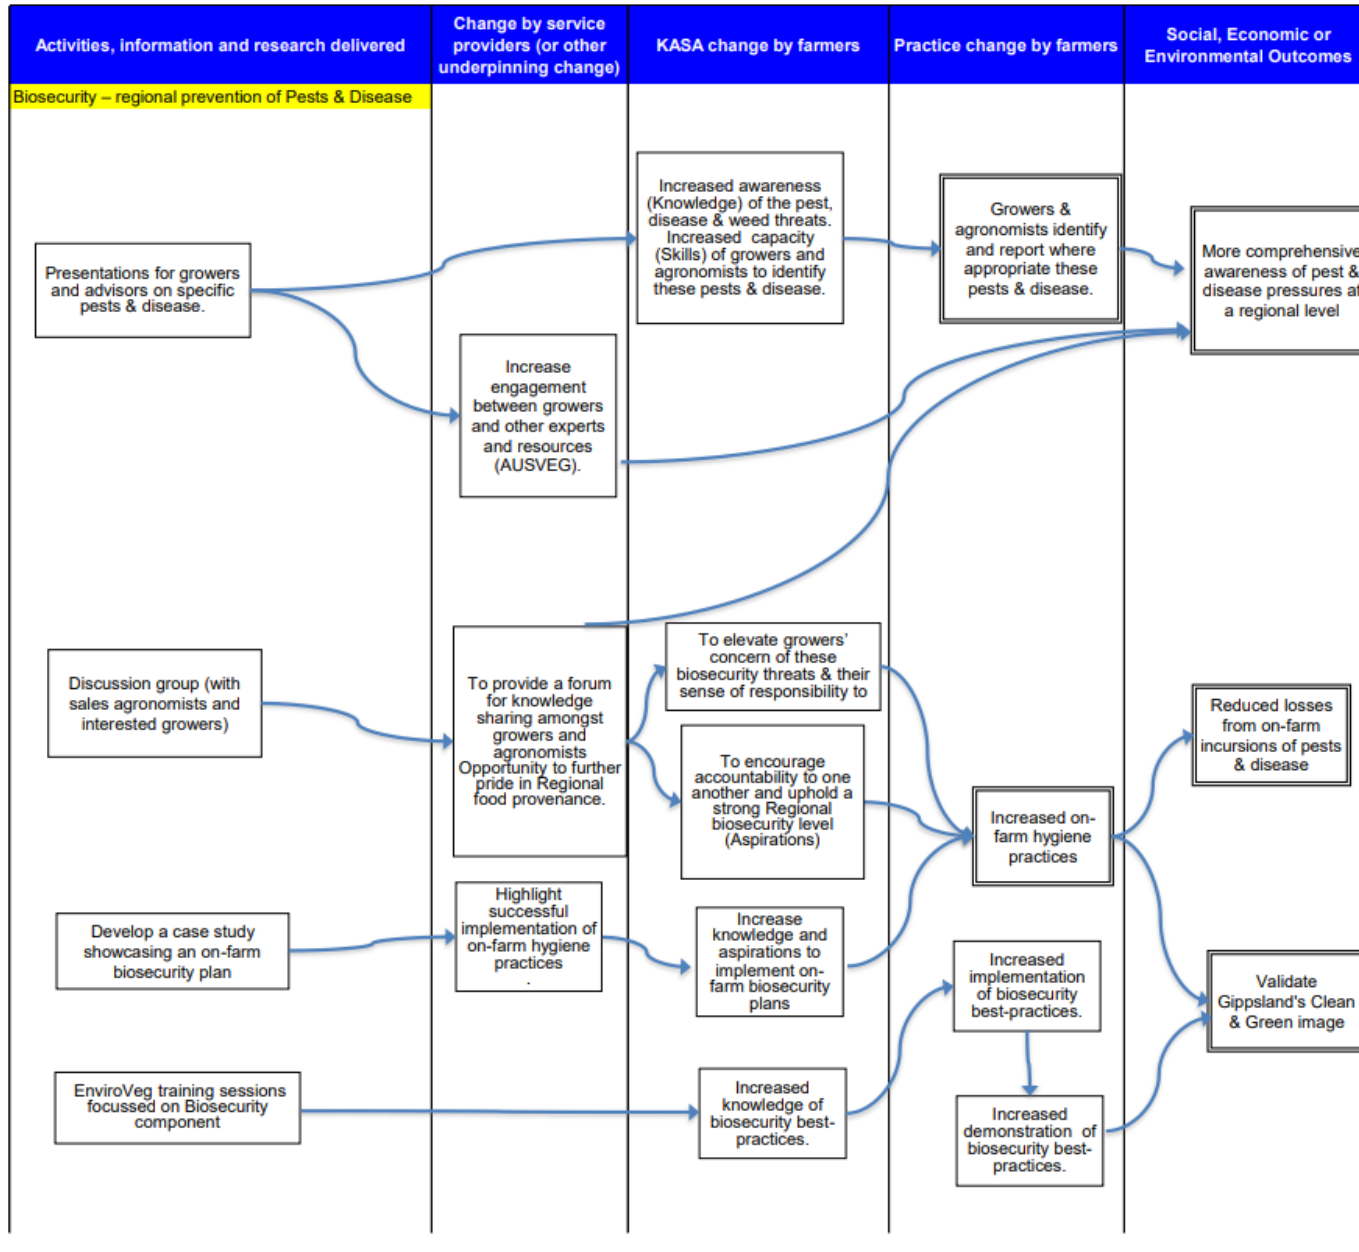 Activities, information and research delivered
Change by service
providers (or other
underpinning change)
KASA change by farmers
Practice change by farmers
Social, Economic or
Environmental Outcomes
Biosecurity – regional prevention of Pests & Disease
Presentations for growers
and advisors on specific
pests & disease.
Increase
engagement
between growers
and other experts
and resources
(AUSVEG).
Increased awareness
(Knowledge) of the pest,
disease & weed threats.
Increased capacity
(Skills) of growers and
agronomists to identify
these pests & disease.
Growers &
agronomists identify
and report where
appropriate these
pests & disease.
More comprehensive
awareness of pest &
disease pressures at
a regional level
Discussion group (with
sales agronomists and
interested growers)
To provide a forum
for knowledge
sharing amongst
growers and
agronomists
Opportunity to further
pride in Regional
food provenance.
To elevate growers’
concern of these
biosecurity threats & their
sense of responsibility to
To encourage
accountability to one
another and uphold a
strong Regional
biosecurity level
(Aspirations)
Increased on-
farm hygiene
practices
Reduced losses
from on-farm
incursions of pests
& disease
Develop a case study
showcasing an on-farm
biosecurity plan
Highlight
successful
implementation of
on-farm hygiene
practices
.
Increase
knowledge and
aspirations to
implement on-
farm biosecurity
plans
Increased
implementation
of biosecurity
best-practices.
Validate
Gippsland's Clean
& Green image
EnviroVeg training sessions
focussed on Biosecurity
component
Increased
knowledge of
biosecurity best-
practices.
Increased
demonstration of
biosecurity best-
practices.